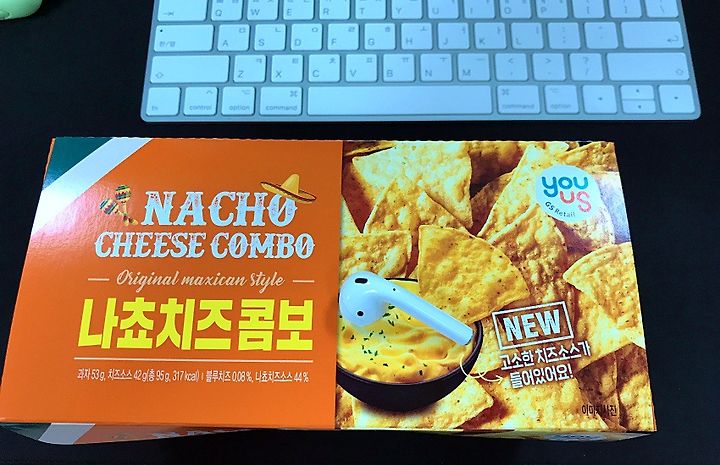 Q W E R T Y U I O P
A S D F G H J K L
Z X C V B N M
fn control option command command option
NACHO
CHEESE COMBO
Original maxican style
나쵸치즈콤보
과자 53 g, 치즈소스 42 g(총 95 g, 317 kcal) | 블루치즈 0.08 %, 나쵸치즈소스 44 %
you
us
GS Retail
NEW
고소한 치즈소스가
들어있어요!